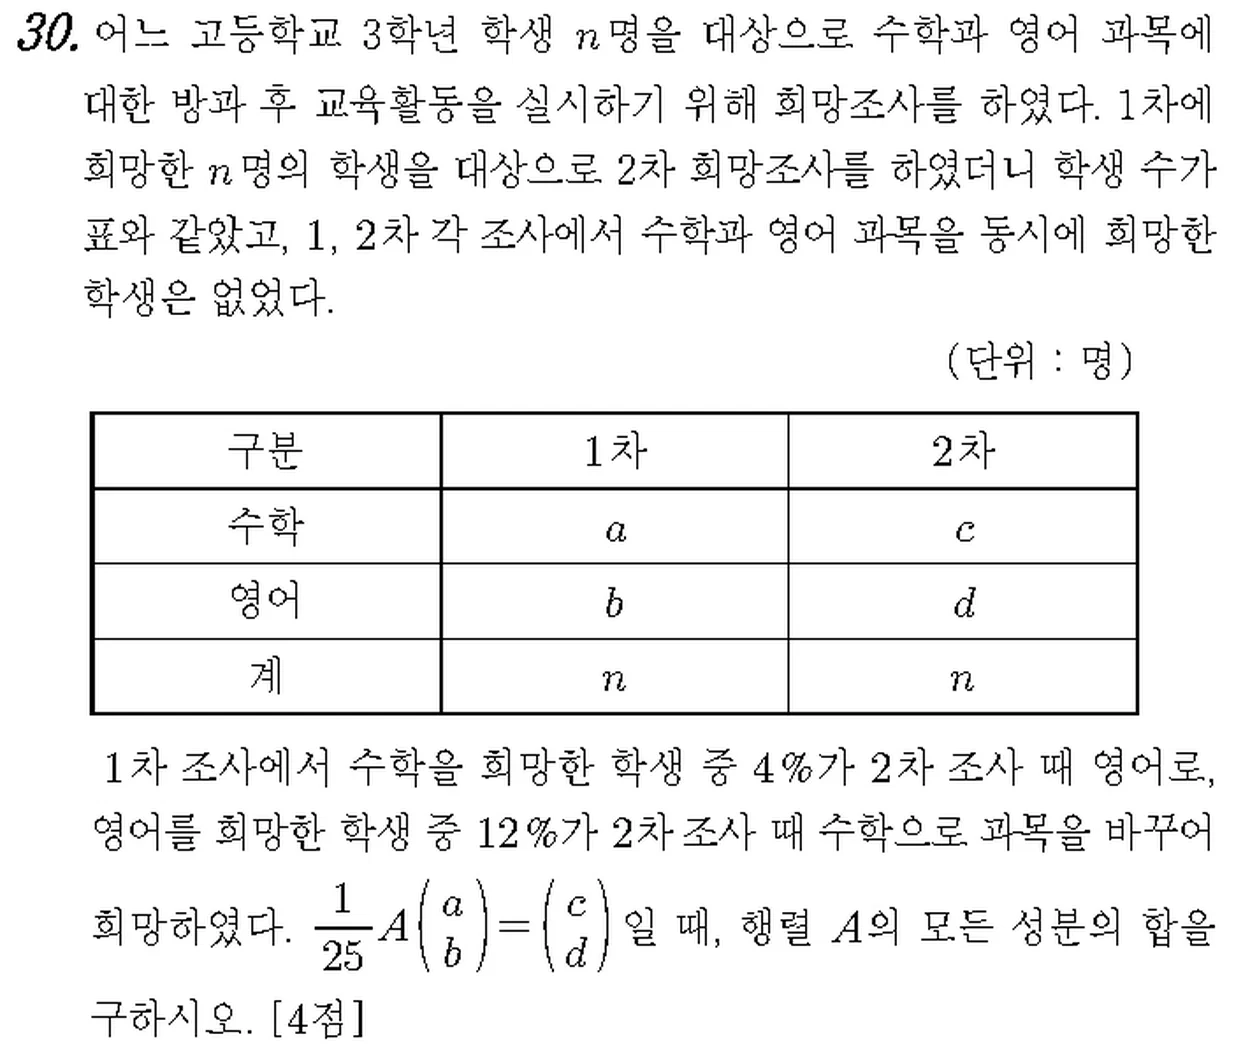 30. 어느 고등학교 3학년 학생 n명을 대상으로 수학과 영어 과목에
대한 방과 후 교육활동을 실시하기 위해 희망조사를 하였다. 1차에
희망한 n명의 학생을 대상으로 2차 희망조사를 하였더니 학생 수가
표와 같았고, 1, 2차 각 조사에서 수학과 영어 과목을 동시에 희망한
학생은 없었다.
(단위 : 명)
구분 1차 2차
수학 a c
영어 b d
계 n n
1차 조사에서 수학을 희망한 학생 중 4%가 2차 조사 때 영어로,
영어를 희망한 학생 중 12%가 2차 조사 때 수학으로 과목을 바꾸어
희망하였다. \frac{1}{25}A\begin{pmatrix} a \\ b \end{pmatrix}=\begin{pmatrix} c \\ d \end{pmatrix} 일 때, 행렬 A의 모든 성분의 합을
구하시오. [4점]